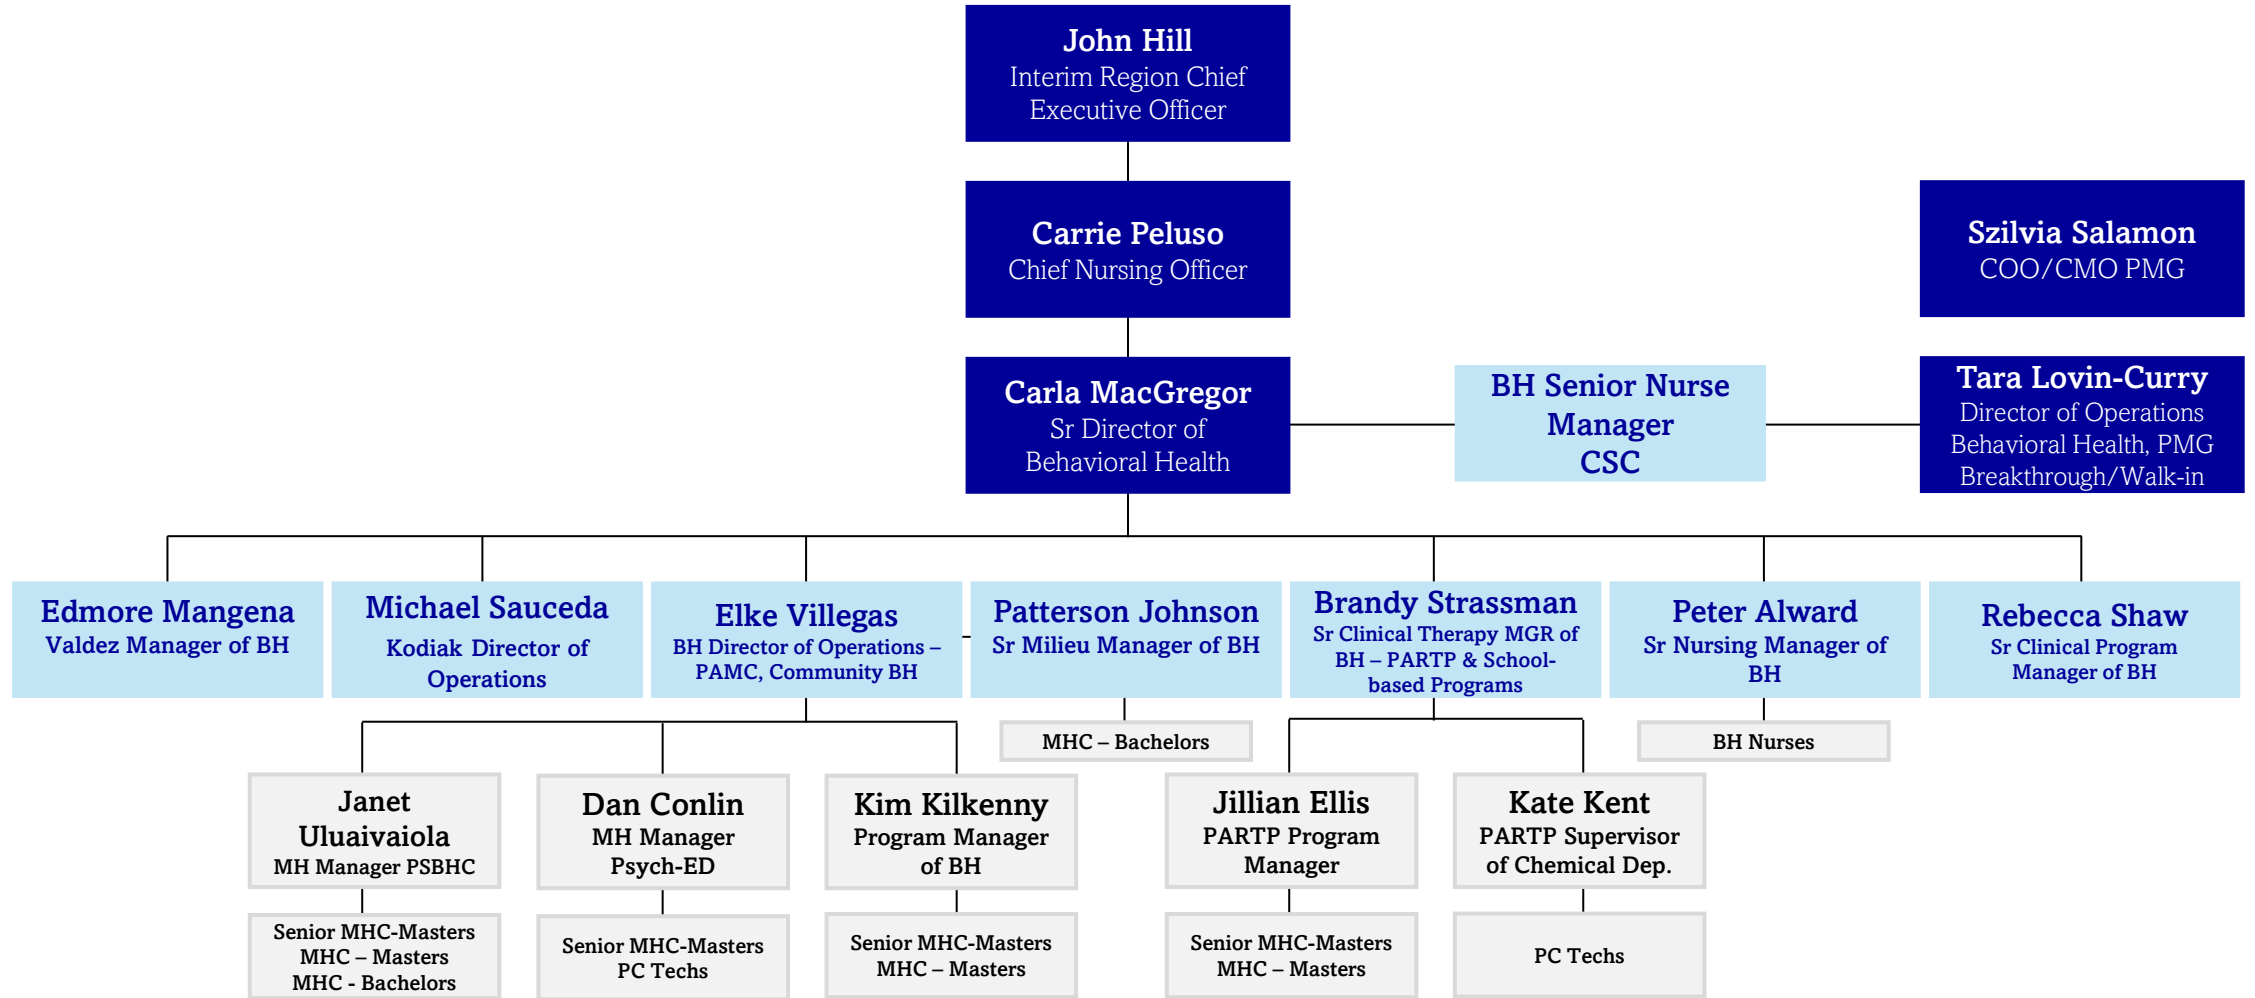 John Hill
Interim Region Chief
Executive Officer
Carrie Peluso
Chief Nursing Officer
Szilvia Salamon
COO/CMO PMG
Carla MacGregor
Sr Director of
Behavioral Health
BH Senior Nurse
Manager
CSC
Tara Lovin-Curry
Director of Operations
Behavioral Health, PMG
Breakthrough/Walk-in
Edmore Mangena
Valdez Manager of BH
Michael Sauceda
Kodiak Director of
Operations
Elke Villegas
BH Director of Operations –
PAMC, Community BH
Patterson Johnson
Sr Milieu Manager of BH
Brandy Strassman
Sr Clinical Therapy MGR of
BH – PARTP & School-
based Programs
Peter Alward
Sr Nursing Manager of
BH
Rebecca Shaw
Sr Clinical Program
Manager of BH
MHC – Bachelors
BH Nurses
Janet
Uluaivaiola
MH Manager PSBHC
Dan Conlin
MH Manager
Psych-ED
Kim Kilkenny
Program Manager
of BH
Jillian Ellis
PARTP Program
Manager
Kate Kent
PARTP Supervisor
of Chemical Dep.
Senior MHC-Masters
MHC – Masters
MHC - Bachelors
Senior MHC-Masters
PC Techs
Senior MHC-Masters
MHC – Masters
Senior MHC-Masters
MHC – Masters
PC Techs